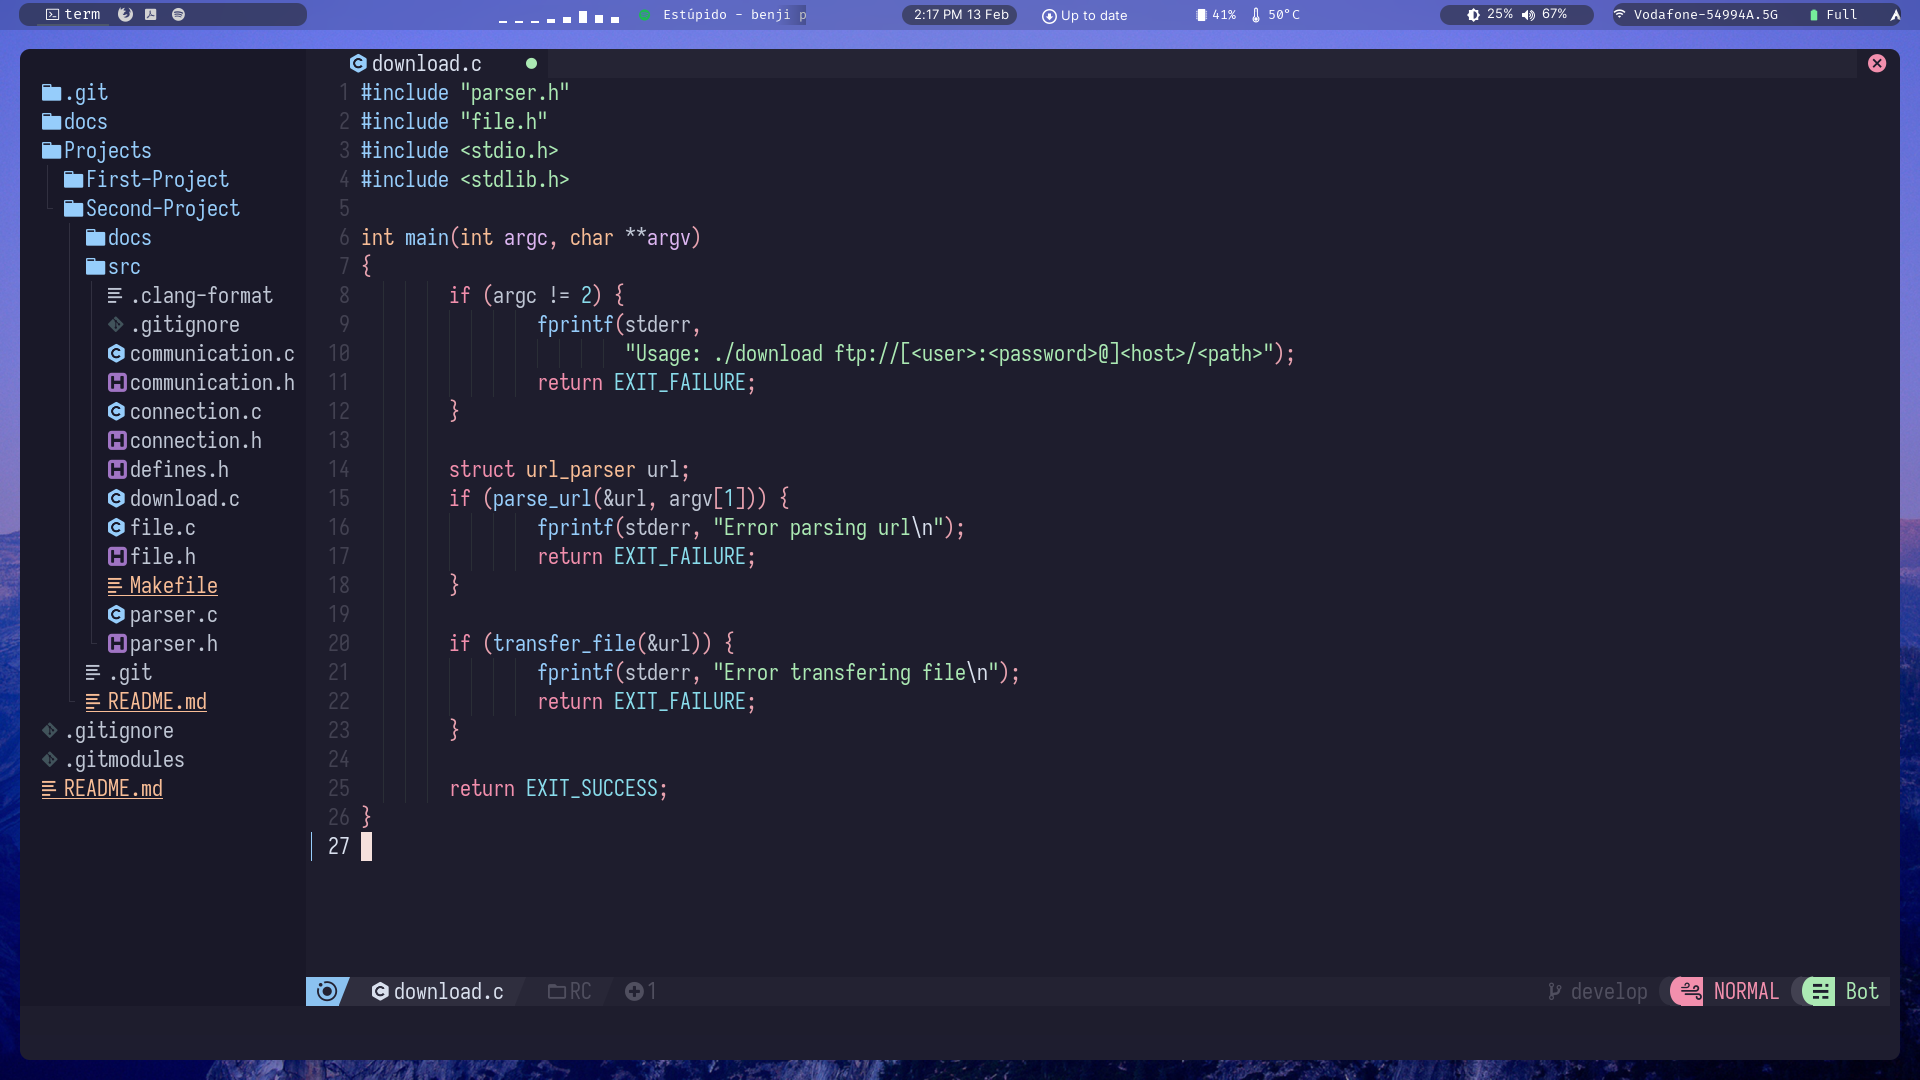 term
Estúpido - benji p
2:17 PM 13 Feb
Up to date
41%
50°C
25%
67%
Vodafone-54994A.5G
Full
.git
docs
Projects
First-Project
Second-Project
docs
src
.clang-format
.gitignore
communication.c
communication.h
connection.c
connection.h
defines.h
download.c
file.c
file.h
Makefile
parser.c
parser.h
.git
README.md
.gitignore
.gitmodules
README.md
download.c
1 #include "parser.h"
2 #include "file.h"
3 #include <stdio.h>
4 #include <stdlib.h>
5
6 int main(int argc, char **argv)
7 {
8 if (argc != 2) {
9 fprintf(stderr,
10 "Usage: ./download ftp://[<user>:<password>@]<host>/<path>");
11 return EXIT_FAILURE;
12 }
13
14 struct url_parser url;
15 if (parse_url(&url, argv[1])) {
16 fprintf(stderr, "Error parsing url\n");
17 return EXIT_FAILURE;
18 }
19
20 if (transfer_file(&url)) {
21 fprintf(stderr, "Error transfering file\n");
22 return EXIT_FAILURE;
23 }
24
25 return EXIT_SUCCESS;
26 }
27
download.c
RC
1
develop
NORMAL
Bot